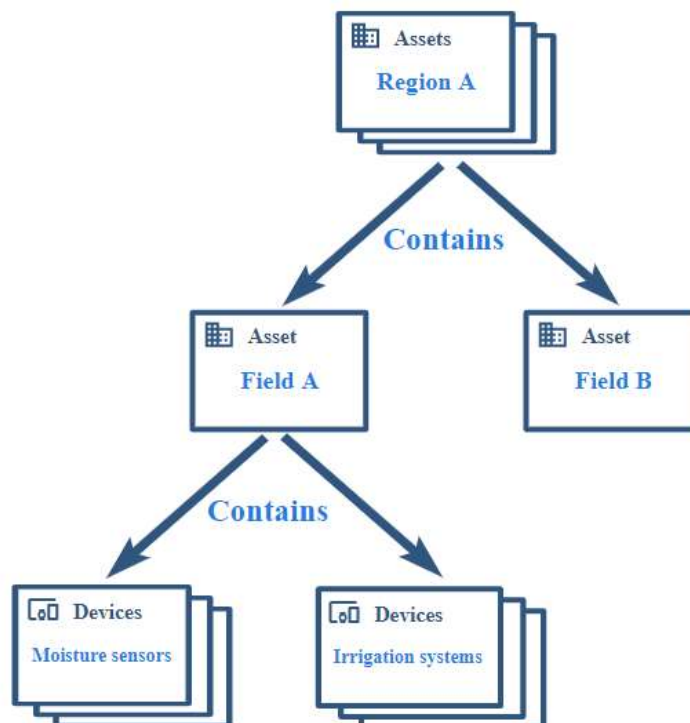 Assets
Region A
Contains
Asset
Field A
Asset
Field B
Contains
Devices
Moisture sensors
Devices
Irrigation systems